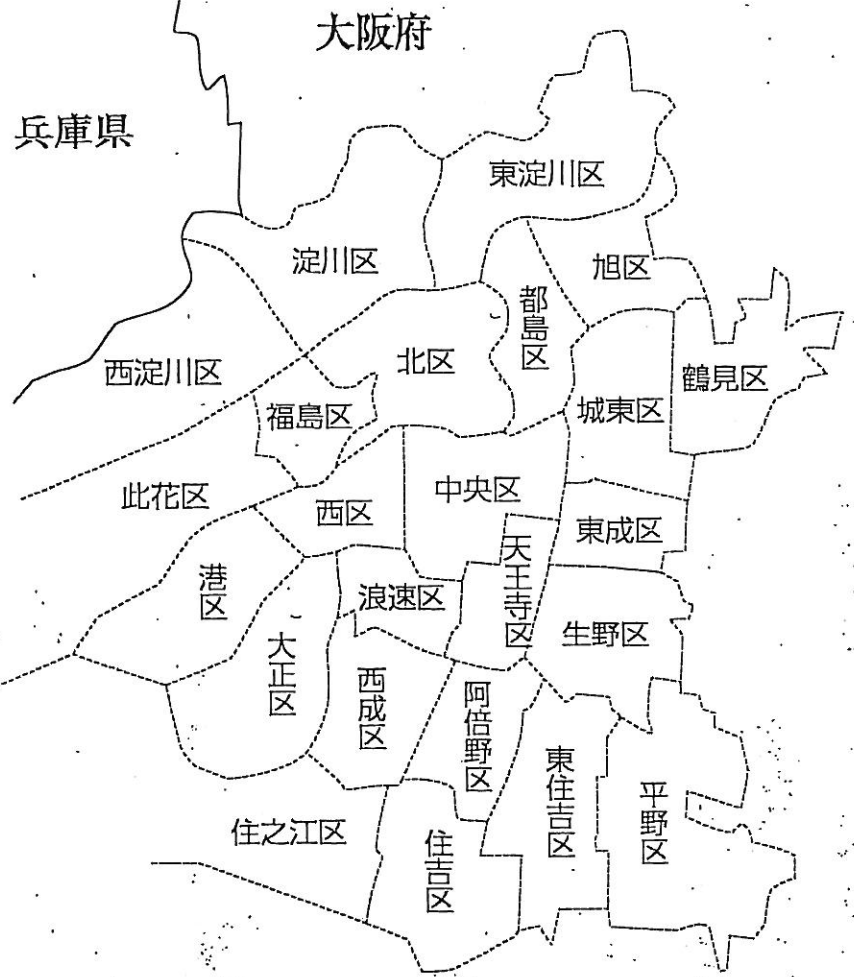 大阪府
兵庫県
東淀川区
淀川区
旭区
都島区
西淀川区
北区
鶴見区
福島区
城東区
此花区
中央区
西区
東成区
天王寺区
港区
浪速区
生野区
大正区
西成区
阿倍野区
東住吉区
平野区
住之江区
住吉区